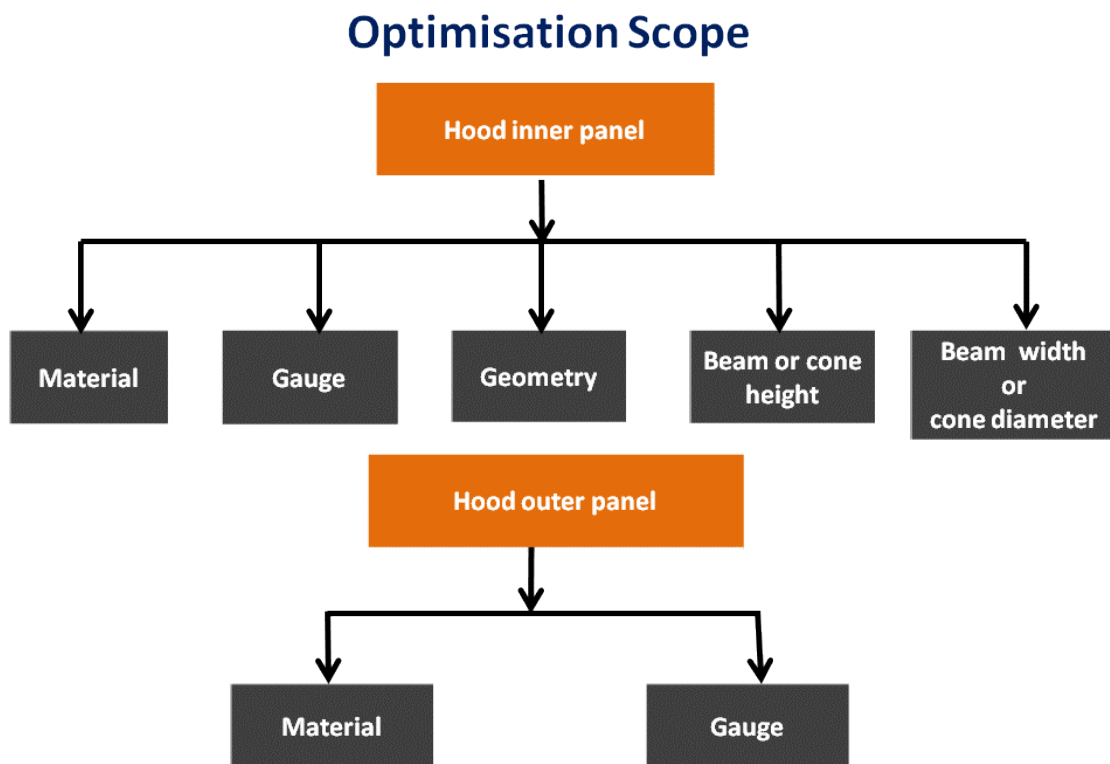 Optimisation Scope
Hood inner panel
Material
Gauge
Geometry
Beam or cone
height
Beam width
or
cone diameter
Hood outer panel
Material
Gauge